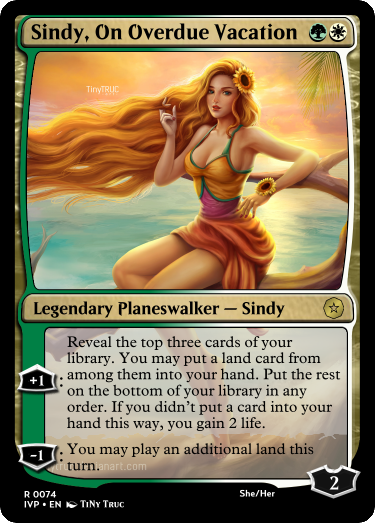 Sindy, On Overdue Vacation
TinyTRUC
Legendary Planeswalker — Sindy
+1
:
Reveal the top three cards of your
library. You may put a land card from
among them into your hand. Put the rest
on the bottom of your library in any
order. If you didn't put a card into your
hand this way, you gain 2 life.
-1
:
You may play an additional land this
turn.
2
R 0074
IVP • EN TiNY TRUC
She/Her